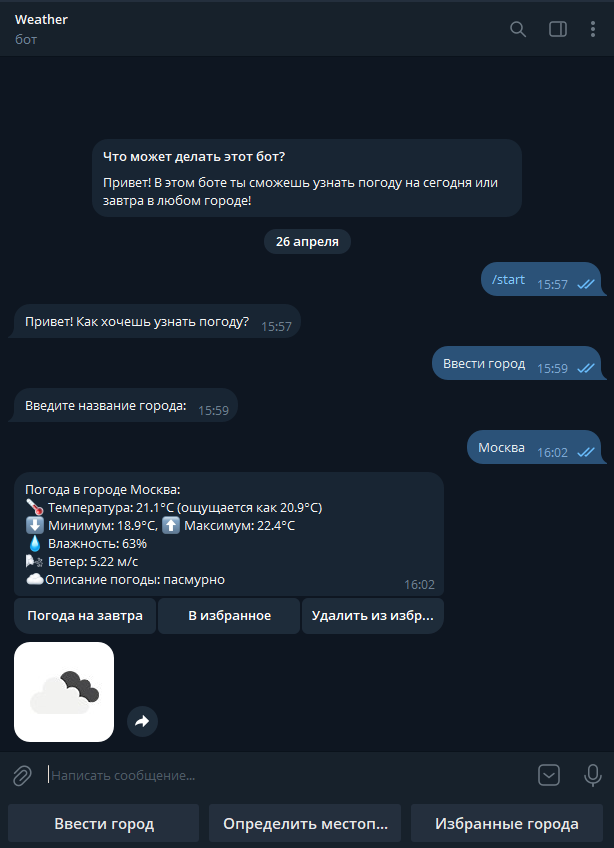 Weather
бот
Что может делать этот бот?
Привет! В этом боте ты сможешь узнать погоду на сегодня или
завтра в любом городе!
26 апреля
/start 15:57
Привет! Как хочешь узнать погоду? 15:57
Ввести город 15:59
Введите название города: 15:59
Москва 16:02
Погода в городе Москва:
🌡 Температура: 21.1°C (ощущается как 20.9°C)
⬇️ Минимум: 18.9°C, ⬆️ Максимум: 22.4°C
💧 Влажность: 63%
🌬 Ветер: 5.22 м/с
☁️Описание погоды: пасмурно 16:02
Погода на завтра В избранное Удалить из избр...
Написать сообщение...
Ввести город Определить местоп... Избранные города